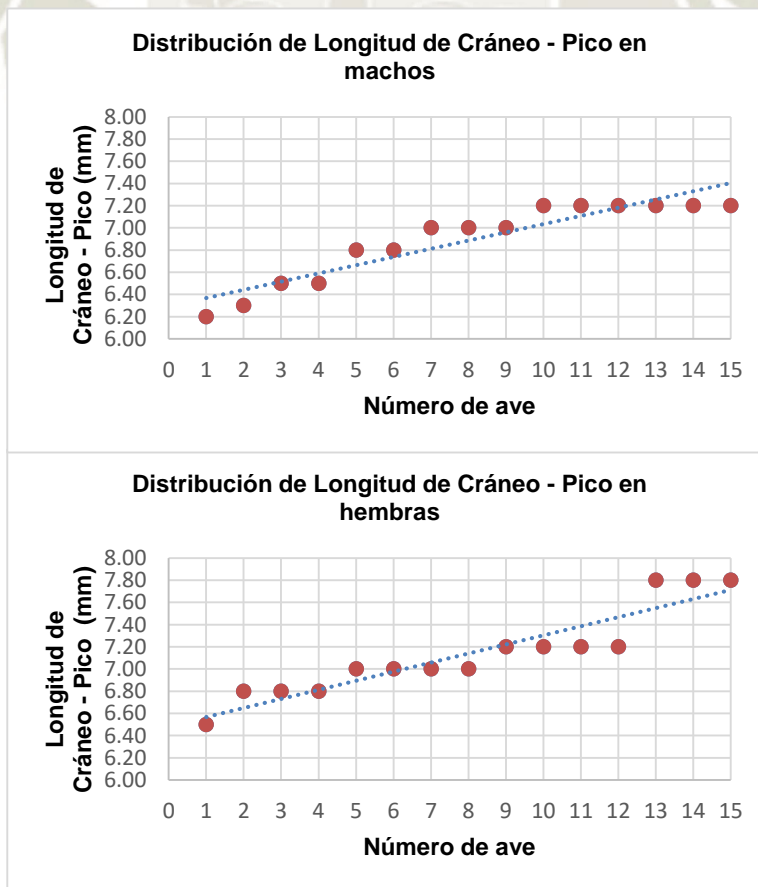 Distribución de Longitud de Cráneo - Pico en
machos
Longitud de
Cráneo - Pico (mm)
8.00
7.80
7.60
7.40
7.20
7.00
6.80
6.60
6.40
6.20
6.00
0 1 2 3 4 5 6 7 8 9 10 11 12 13 14 15
Número de ave
Distribución de Longitud de Cráneo - Pico en
hembras
Longitud de
Cráneo - Pico (mm)
8.00
7.80
7.60
7.40
7.20
7.00
6.80
6.60
6.40
6.20
6.00
0 1 2 3 4 5 6 7 8 9 10 11 12 13 14 15
Número de ave